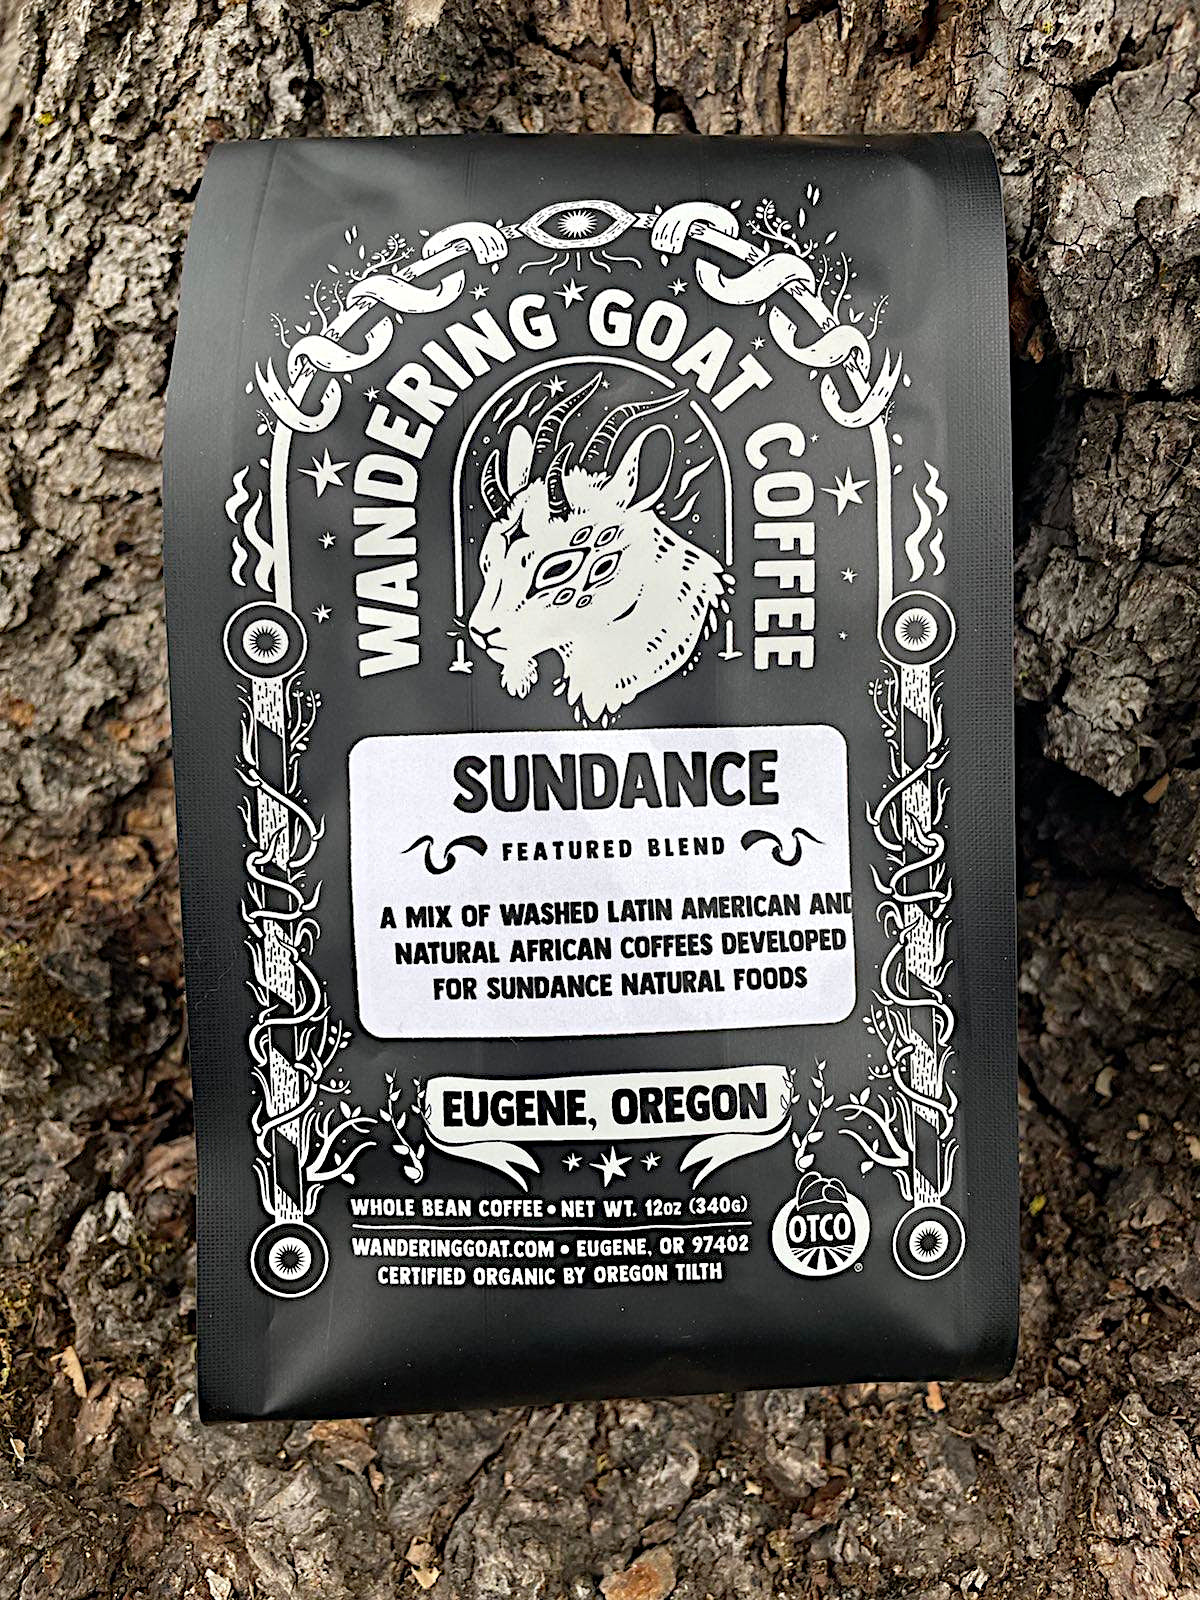 WANDERING GOAT COFFEE
SUNDANCE
FEATURED BLEND
A MIX OF WASHED LATIN AMERICAN AND
NATURAL AFRICAN COFFEES DEVELOPED
FOR SUNDANCE NATURAL FOODS
EUGENE, OREGON
WHOLE BEAN COFFEE • NET WT. 12oz (340g)
WANDERINGGOAT.COM • EUGENE, OR 97402
CERTIFIED ORGANIC BY OREGON TILTH
OTCO
®